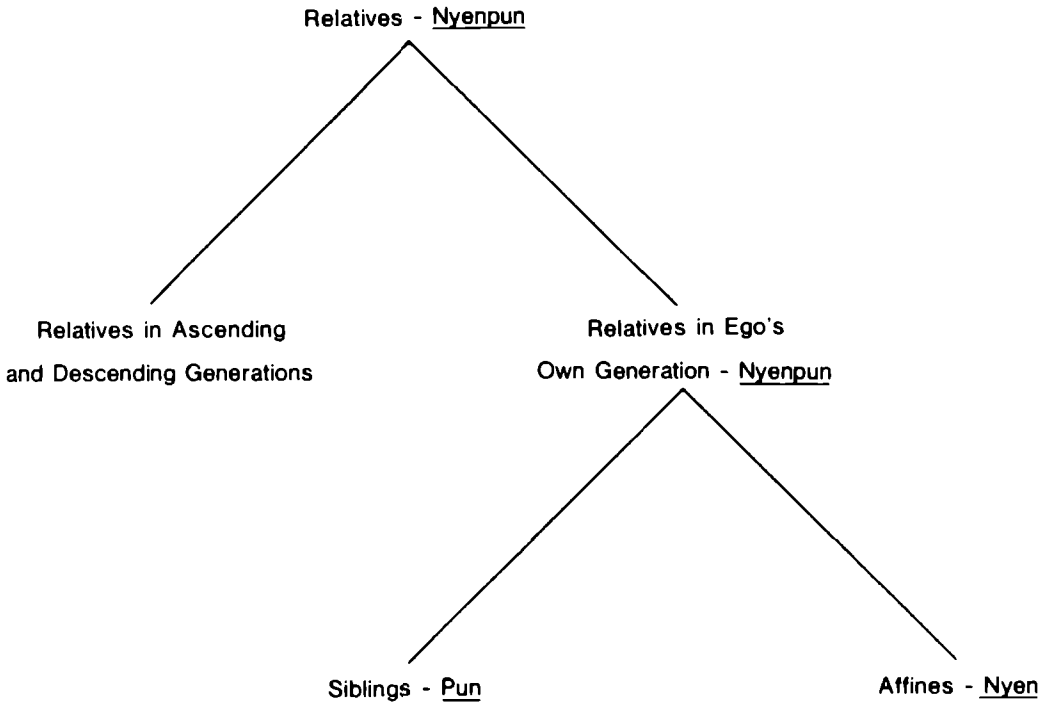 Relatives - Nyenpun
Relatives in Ascending
and Descending Generations
Relatives in Ego's
Own Generation - Nyenpun
Siblings - Pun
Affines - Nyen